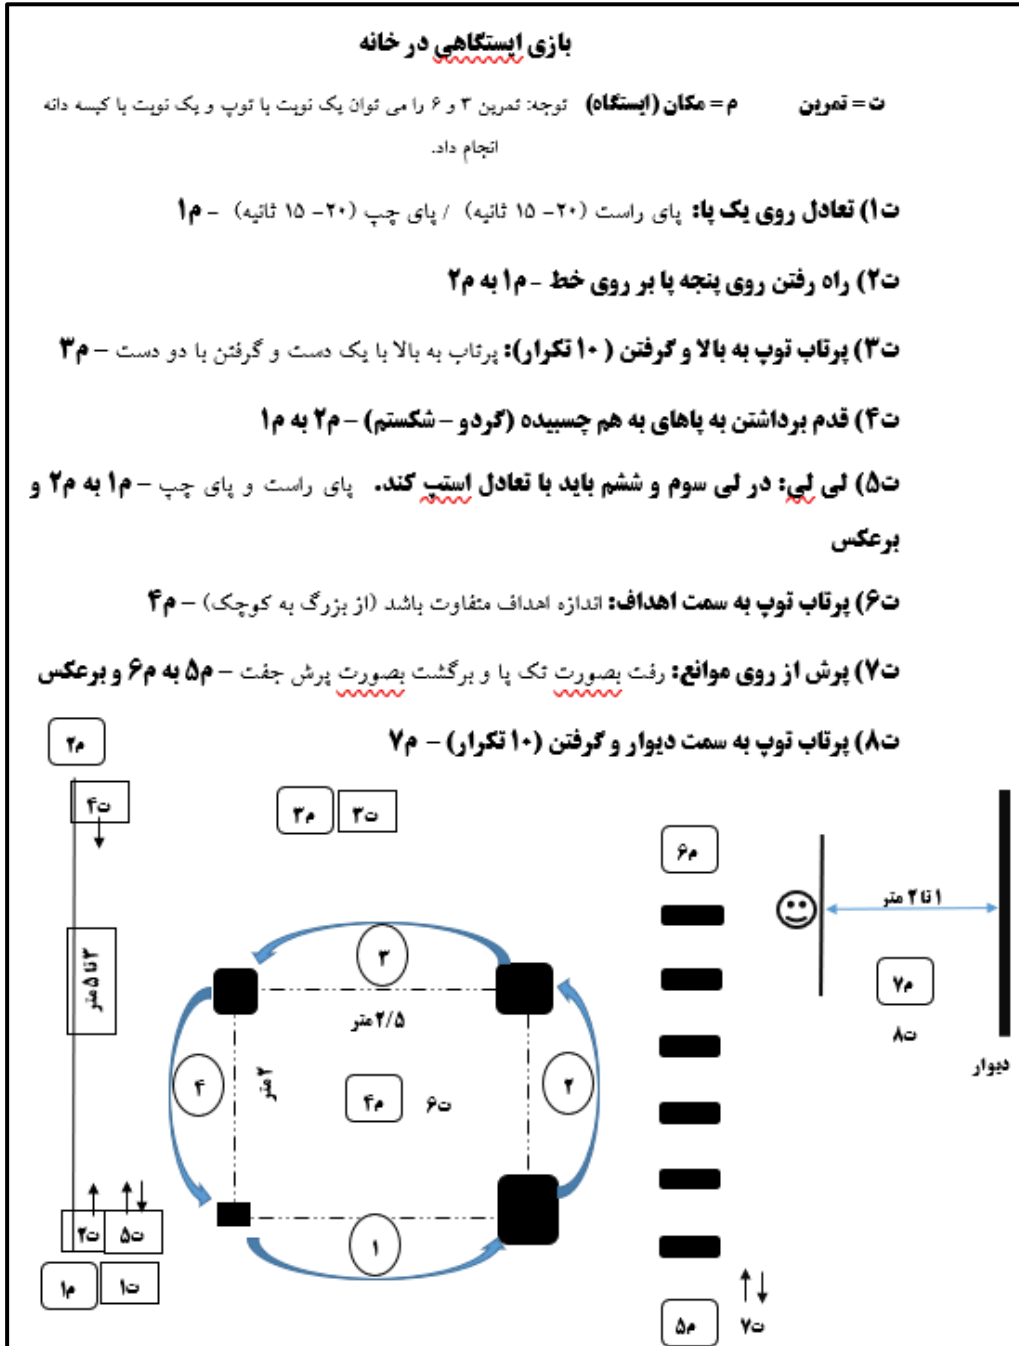 بازی ایستگاهی در خانه
ت = تمرین م = مکان (ایستگاه) توجه: تمرین ۳ و ۶ را می توان یک نوبت با توپ و یک نوبت با کیسه دانه
انجام داد.
ت۱) تعادل روی یک پا: پای راست (۲۰- ۱۵ ثانیه) / پای چپ (۲۰- ۱۵ ثانیه) - م۱
ت۲) راه رفتن روی پنجه پا بر روی خط - م۱ به م۲
ت۳) پرتاب توپ به بالا و گرفتن ( ۱۰ تکرار): پرتاب به بالا با یک دست و گرفتن با دو دست – م۳
ت۴) قدم برداشتن به پاهای به هم چسبیده (گردو – شکستم) – م۲ به م۱
ت۵) لی لی: در لی سوم و ششم باید با تعادل استپ کند. پای راست و پای چپ – م۱ به م۲ و
برعکس
ت۶) پرتاب توپ به سمت اهداف: اندازه اهداف متفاوت باشد (از بزرگ به کوچک) – م۴
ت۷) پرش از روی موانع: رفت بصورت تک پا و برگشت بصورت پرش جفت – م۵ به م۶ و برعکس
ت۸) پرتاب توپ به سمت دیوار و گرفتن (۱۰ تکرار) – م۷
م۲
ت۴
م۳ ت۳
م۶
۱ تا ۲ متر
۳ تا ۵ متر
۳
۲/۵ متر
م۷
ت۸
دیوار
۴
۲ متر
م۴
ت۶
۲
ت۲ ت۵
۱
م۱ ت۱
م۵
ت۷